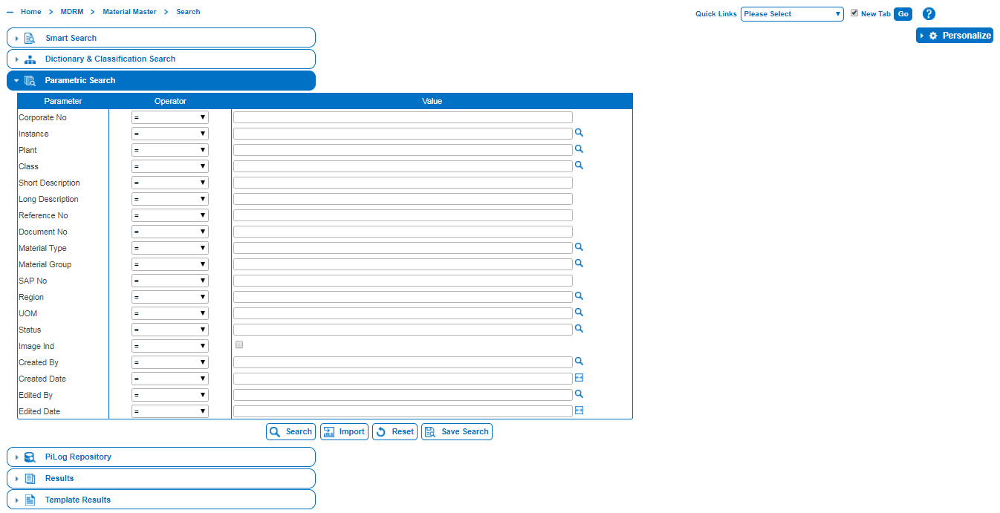 Home > MDRM > Material Master > Search
Quick Links Please Select New Tab Go ?
Personalize
Smart Search
Dictionary & Classification Search
Parametric Search
Parameter Operator Value
Corporate No =
Instance =
Plant =
Class =
Short Description =
Long Description =
Reference No =
Document No =
Material Type =
Material Group =
SAP No =
Region =
UOM =
Status =
Image Ind =
Created By =
Created Date =
Edited By =
Edited Date =
Search Import Reset Save Search
PiLog Repository
Results
Template Results